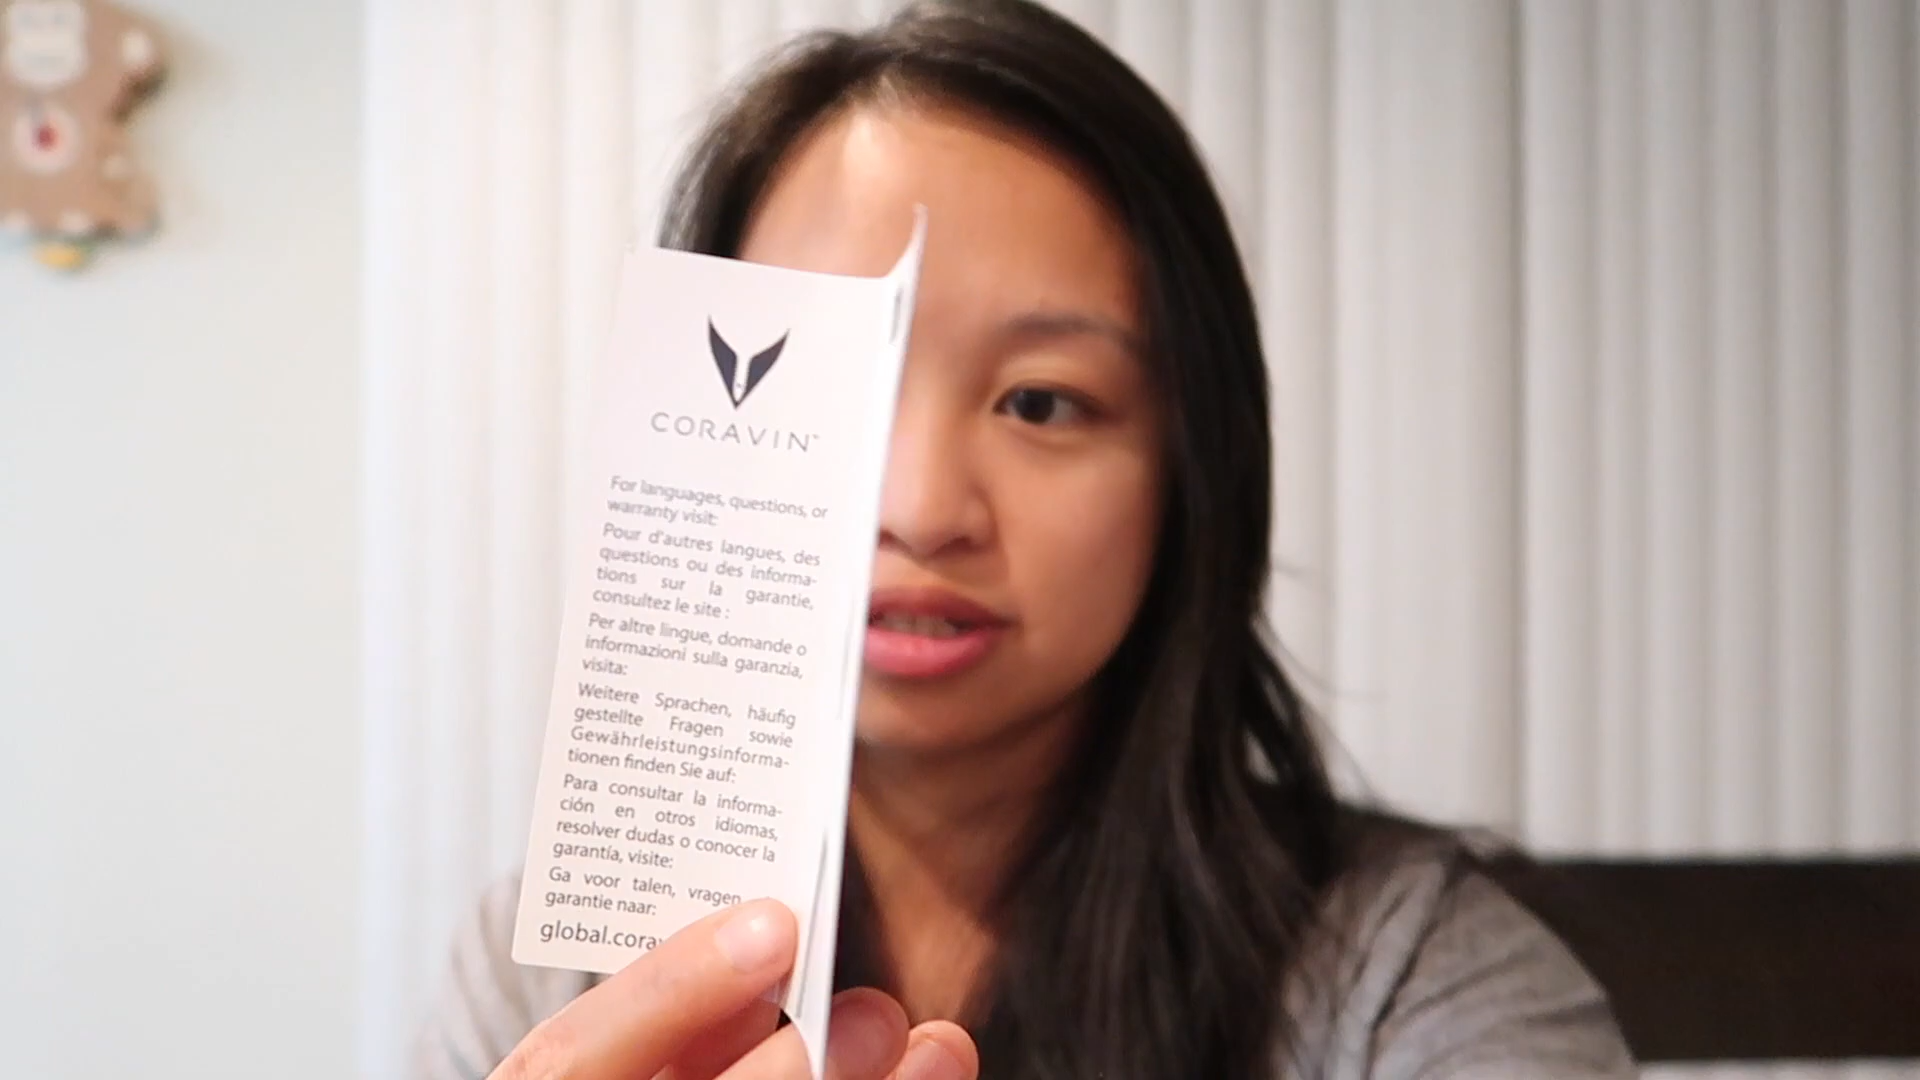 CORAVIN™
For languages, questions, or
warranty visit:
Pour d'autres langues, des
questions ou des informa-
tions sur la garantie,
consultez le site :
Per altre lingue, domande o
informazioni sulla garanzia,
visita:
Weitere Sprachen, häufig
gestellte Fragen sowie
Gewährleistungsinforma-
tionen finden Sie auf:
Para consultar la informa-
ción en otros idiomas,
resolver dudas o conocer la
garantía, visite:
Ga voor talen, vragen
garantie naar: